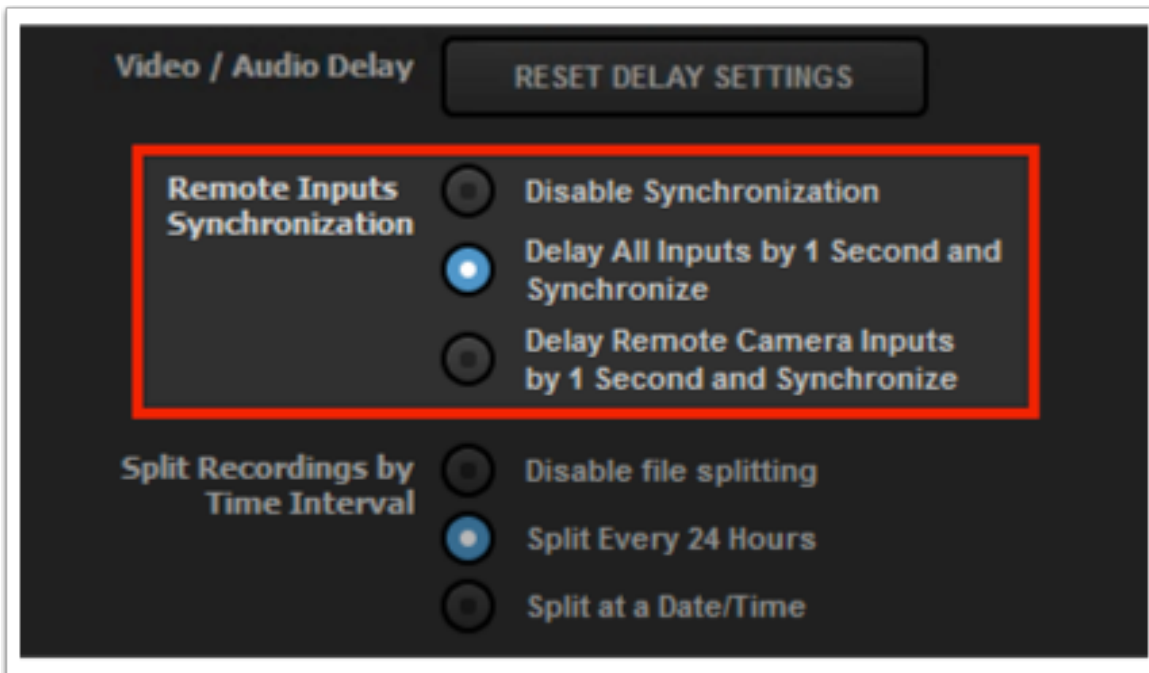 Video / Audio Delay
RESET DELAY SETTINGS
Remote Inputs
Synchronization
Disable Synchronization
Delay All Inputs by 1 Second and
Synchronize
Delay Remote Camera Inputs
by 1 Second and Synchronize
Split Recordings by
Time Interval
Disable file splitting
Split Every 24 Hours
Split at a Date/Time